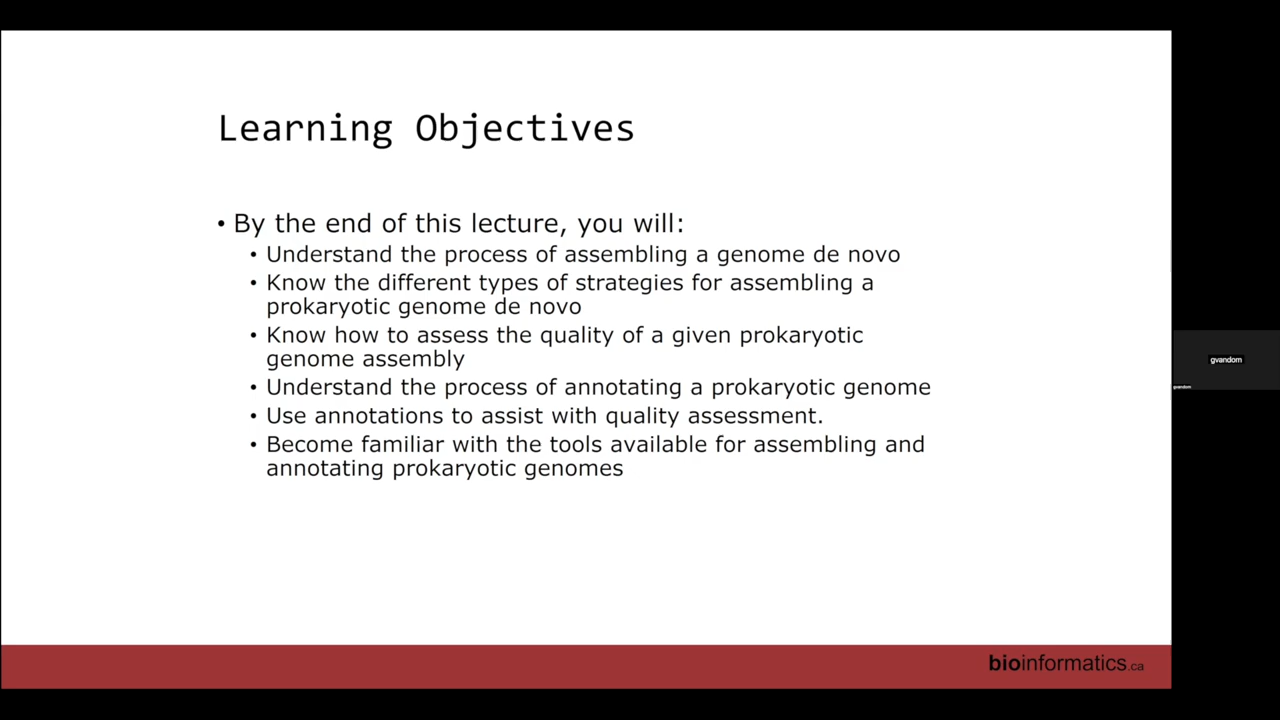 Learning Objectives
• By the end of this lecture, you will:
• Understand the process of assembling a genome de novo
• Know the different types of strategies for assembling a
prokaryotic genome de novo
• Know how to assess the quality of a given prokaryotic
genome assembly
• Understand the process of annotating a prokaryotic genome
• Use annotations to assist with quality assessment.
• Become familiar with the tools available for assembling and
annotating prokaryotic genomes
gvandom
gvandom
bioinformatics.ca